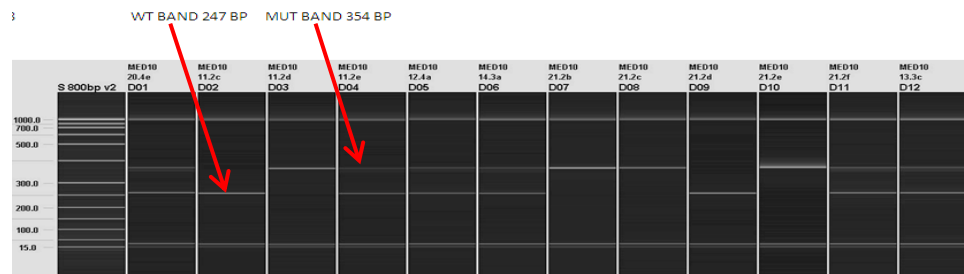 3
WT BAND 247 BP MUT BAND 354 BP
MED10 MED10 MED10 MED10 MED10 MED10 MED10 MED10 MED10 MED10 MED10 MED10
20.4e 11.2c 11.2d 11.2e 12.4a 14.3a 21.2b 21.2c 21.2d 21.2e 21.2f 13.3c
S 800bp v2 D01 D02 D03 D04 D05 D06 D07 D08 D09 D10 D11 D12
1000.0
700.0
500.0
300.0
200.0
100.0
15.0